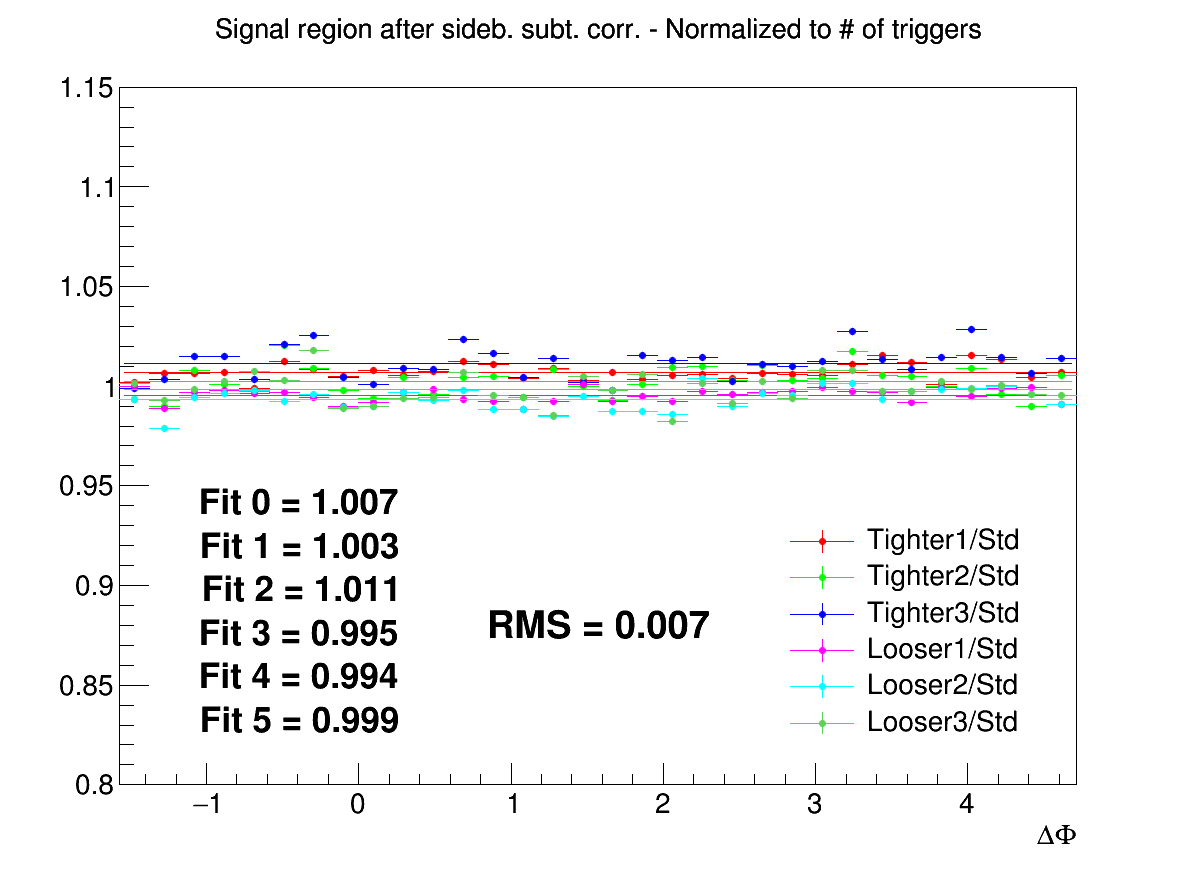 Signal region after sideb. subt. corr. - Normalized to # of triggers
1.15
1.1
1.05
1
0.95
0.9
0.85
0.8
Fit 0 = 1.007
Fit 1 = 1.003
Fit 2 = 1.011
Fit 3 = 0.995
Fit 4 = 0.994
Fit 5 = 0.999
RMS = 0.007
Tighter1/Std
Tighter2/Std
Tighter3/Std
Looser1/Std
Looser2/Std
Looser3/Std
−1 0 1 2 3 4
ΔΦ